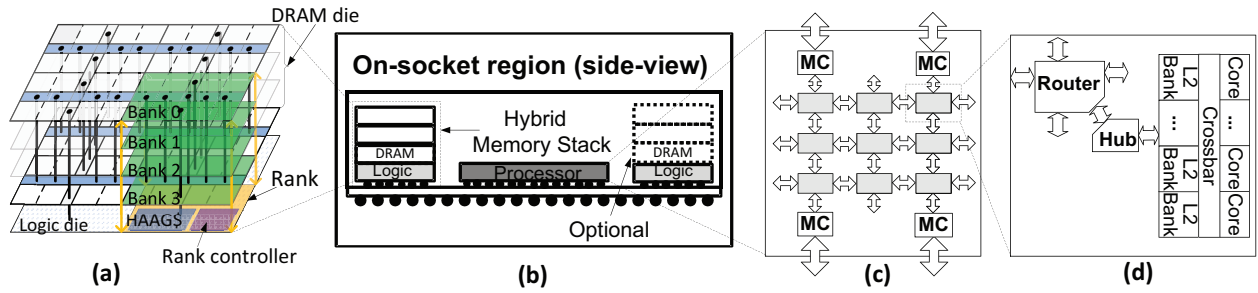 DRAM die
Bank 0
Bank 1
Bank 2
Bank 3
HAAG$
Logic die
Rank
Rank controller
(a)
On-socket region (side-view)
Hybrid
Memory Stack
DRAM
Logic
Processor
DRAM
Logic
Optional
(b)
MC
MC
MC
MC
(c)
Router
Hub
L2
Bank
...
L2
Bank
L2
Bank
Crossbar
Core
...
Core
Core
(d)